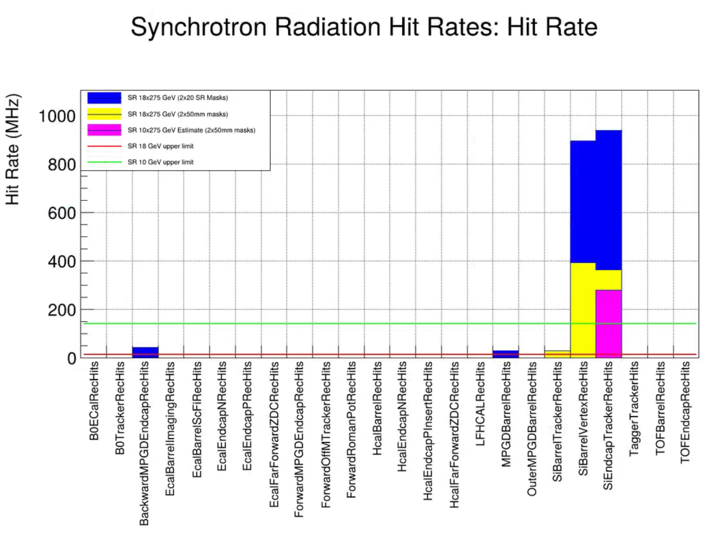 Synchrotron Radiation Hit Rates: Hit Rate
Hit Rate (MHz)
SR 18x275 GeV (2x20 SR Masks)
SR 18x275 GeV (2x50mm masks)
SR 10x275 GeV Estimate (2x50mm masks)
SR 18 GeV upper limit
SR 10 GeV upper limit
1000
800
600
400
200
0
B0ECalRecHits
B0TrackerRecHits
BackwardMPGDEndcapRecHits
EcalBarrelImagingRecHits
EcalBarrelScFiRecHits
EcalEndcapNRecHits
EcalEndcapPRecHits
EcalFarForwardZDCRecHits
ForwardMPGDEndcapRecHits
ForwardOffMTrackerRecHits
ForwardRomanPotRecHits
HcalBarrelRecHits
HcalEndcapNRecHits
HcalEndcapPInsertRecHits
HcalFarForwardZDCRecHits
LFHCALRecHits
MPGDBarrelRecHits
OuterMPGDBarrelRecHits
SiBarrelTrackerRecHits
SiBarrelVertexRecHits
SiEndcapTrackerRecHits
TaggerTrackerHits
TOFBarrelRecHits
TOFEndcapRecHits